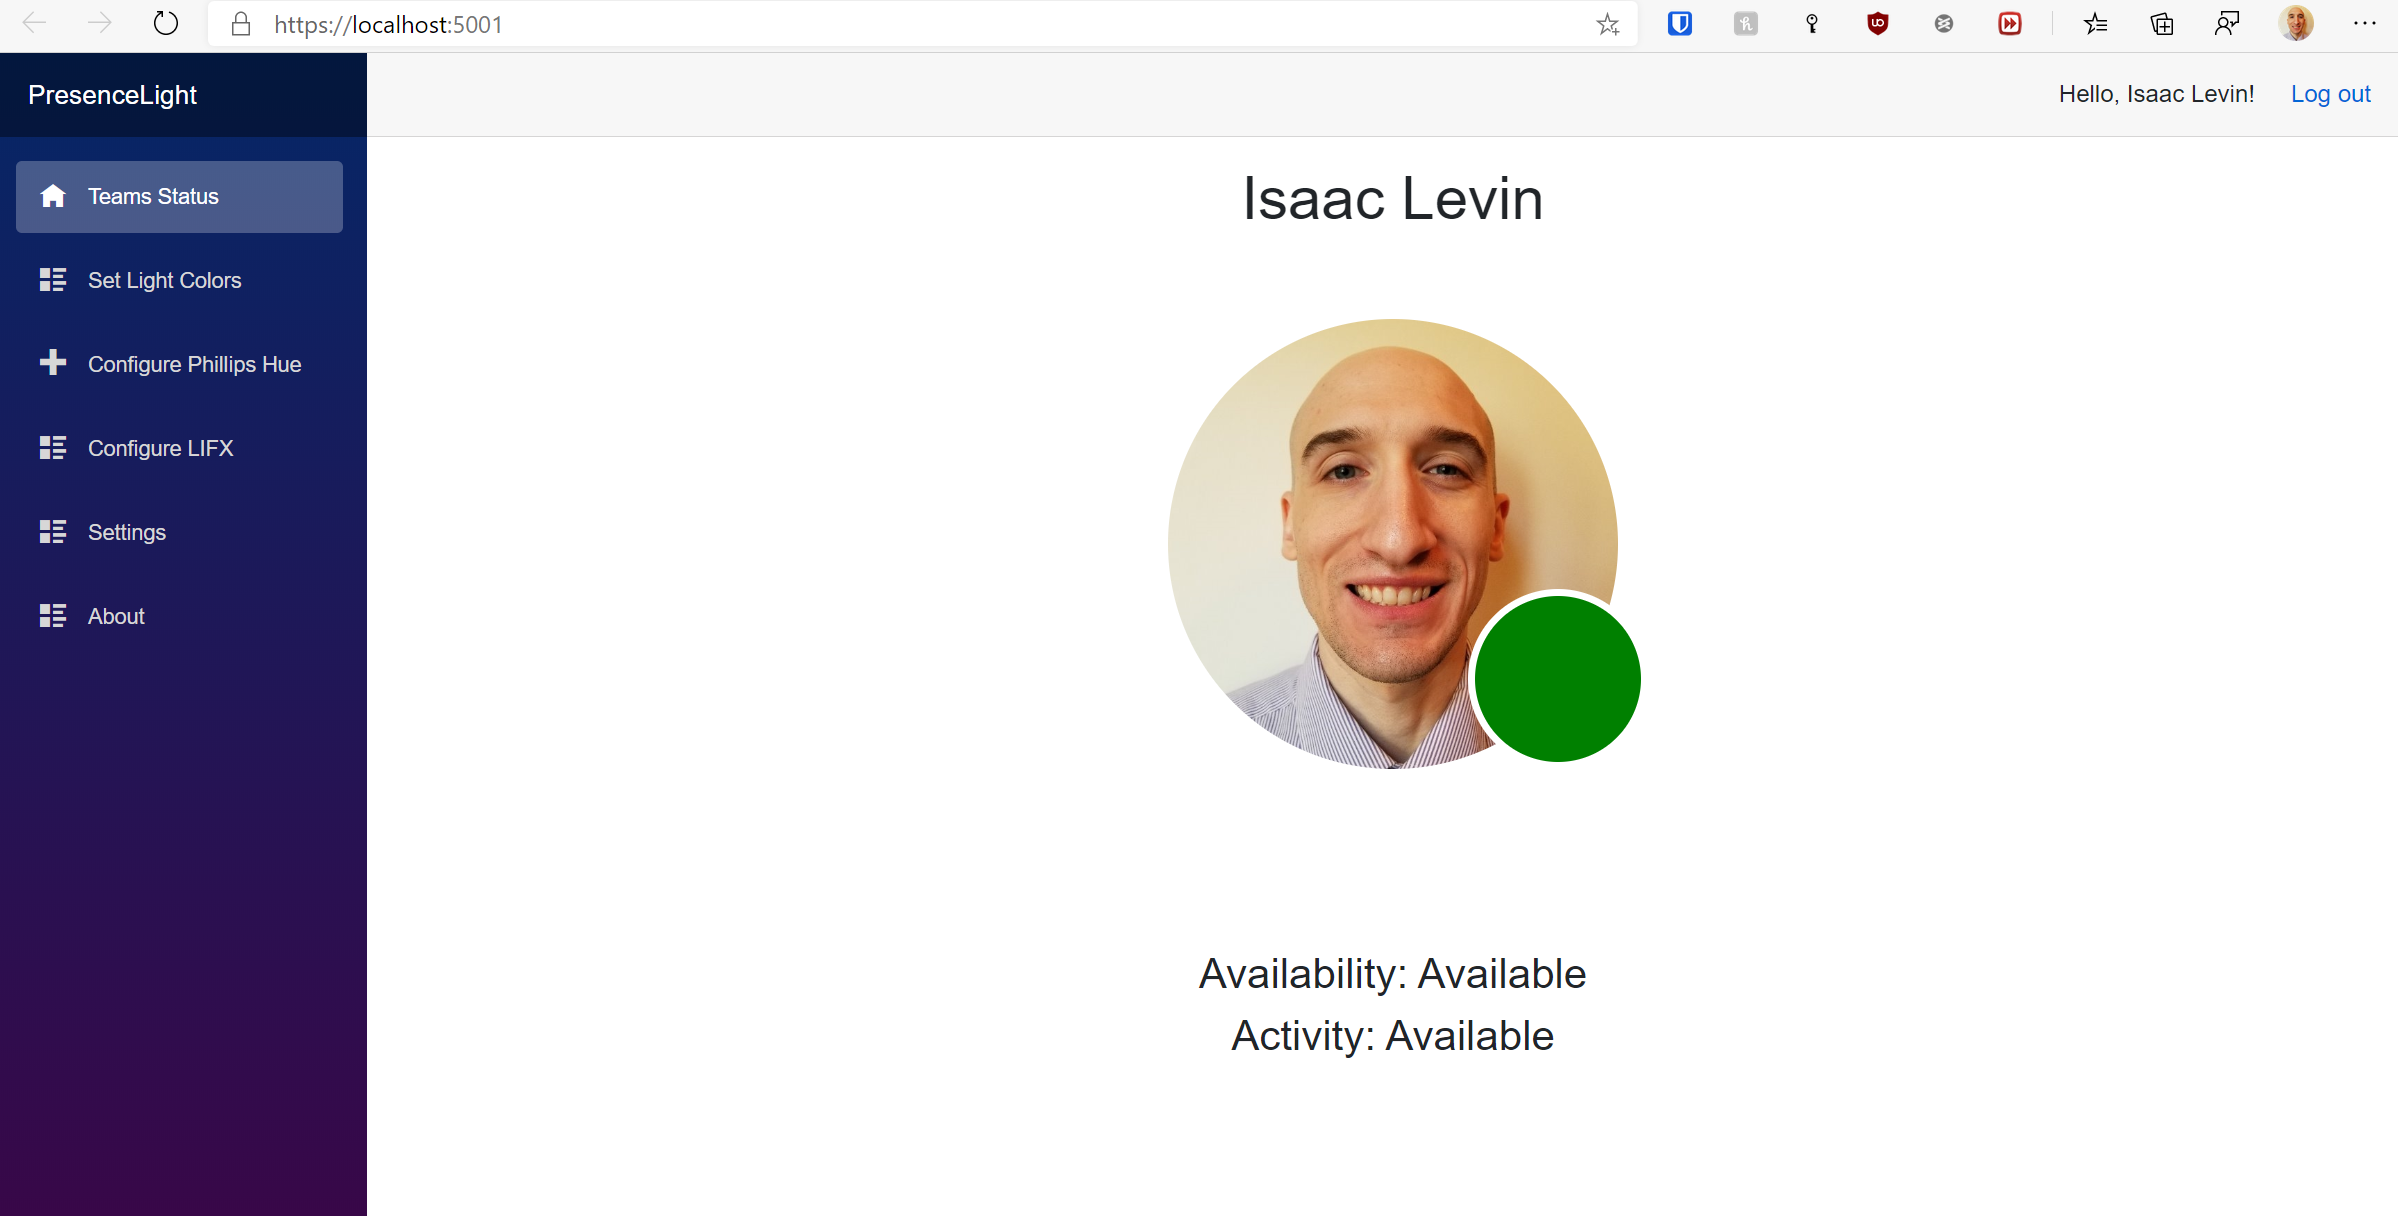 https://localhost:5001
PresenceLight
Hello, Isaac Levin!
Log out
Teams Status
Set Light Colors
Configure Phillips Hue
Configure LIFX
Settings
About
Isaac Levin
Availability: Available
Activity: Available